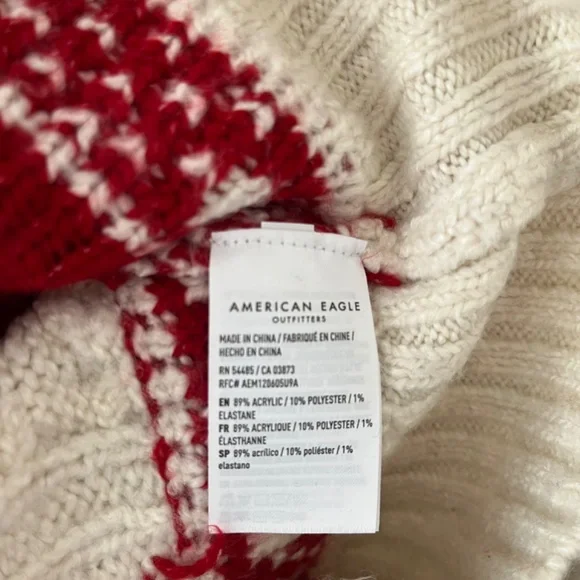 AMERICAN EAGLE
OUTFITTERS
MADE IN CHINA / FABRIQUÉ EN CHINE /
HECHO EN CHINA
RN 54485 / CA 03873
RFC# AEM120605U9A
EN 89% ACRYLIC / 10% POLYESTER / 1%
ELASTANE
FR 89% ACRYLIQUE / 10% POLYESTER / 1%
ÉLASTHANNE
SP 89% acrílico / 10% poliéster / 1%
elastano